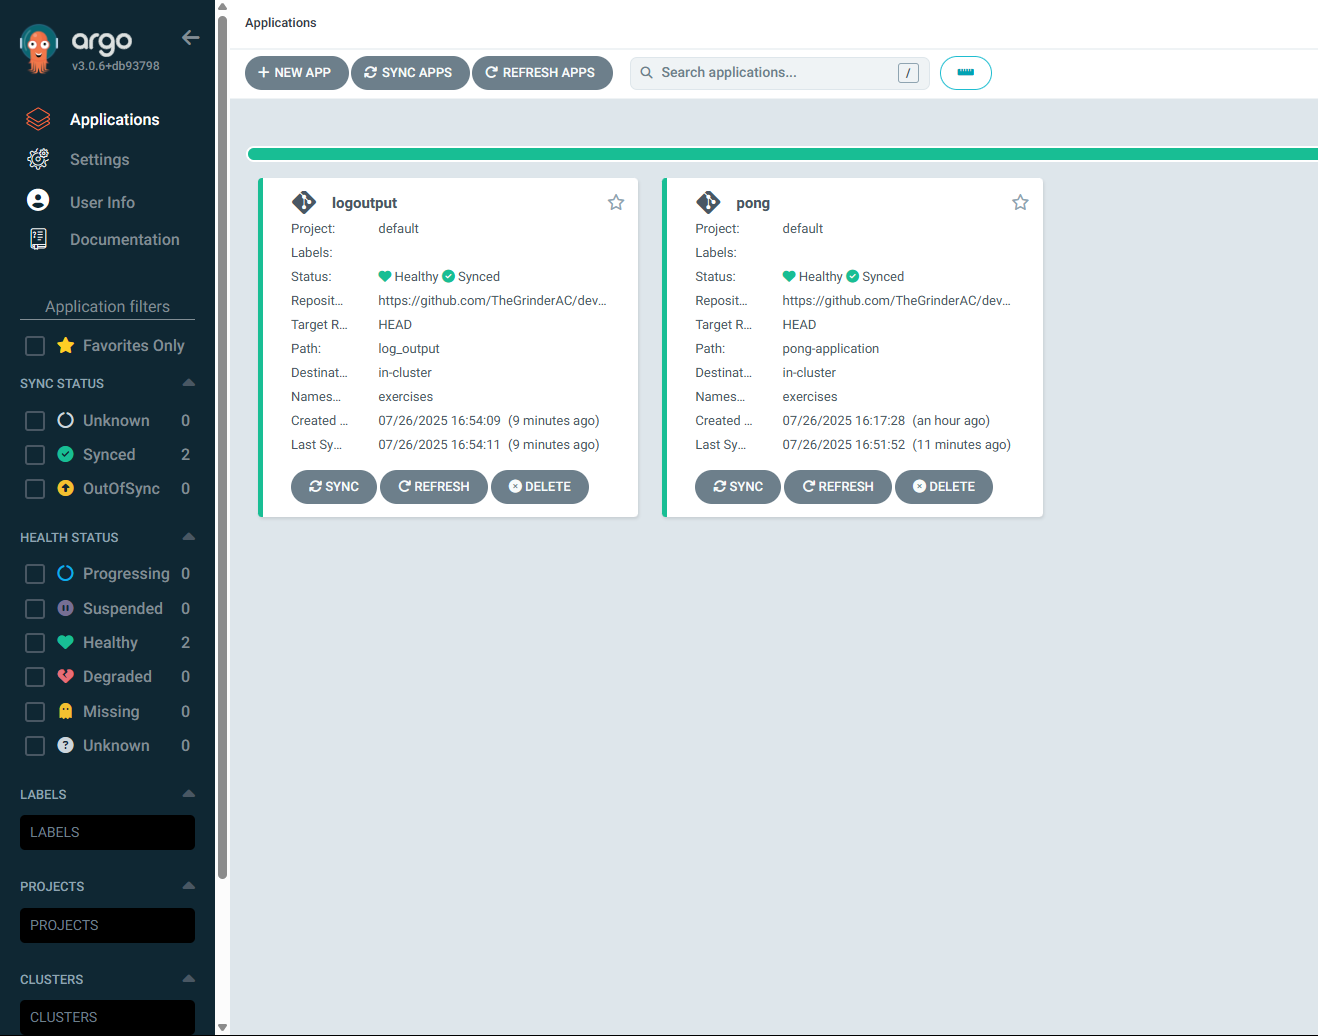 argo
v3.0.6+db93798
Applications
Settings
User Info
Documentation
Application filters
Favorites Only
SYNC STATUS
Unknown 0
Synced 2
OutOfSync 0
HEALTH STATUS
Progressing 0
Suspended 0
Healthy 2
Degraded 0
Missing 0
Unknown 0
LABELS
LABELS
PROJECTS
PROJECTS
CLUSTERS
CLUSTERS
Applications
+ NEW APP SYNC APPS REFRESH APPS Search applications... /
logoutput
Project: default
Labels:
Status: Healthy Synced
Reposit... https://github.com/TheGrinderAC/dev...
Target R... HEAD
Path: log_output
Destinat... in-cluster
Names... exercises
Created ... 07/26/2025 16:54:09 (9 minutes ago)
Last Sy... 07/26/2025 16:54:11 (9 minutes ago)
SYNC REFRESH DELETE
pong
Project: default
Labels:
Status: Healthy Synced
Reposit... https://github.com/TheGrinderAC/dev...
Target R... HEAD
Path: pong-application
Destinat... in-cluster
Names... exercises
Created ... 07/26/2025 16:17:28 (an hour ago)
Last Sy... 07/26/2025 16:51:52 (11 minutes ago)
SYNC REFRESH DELETE